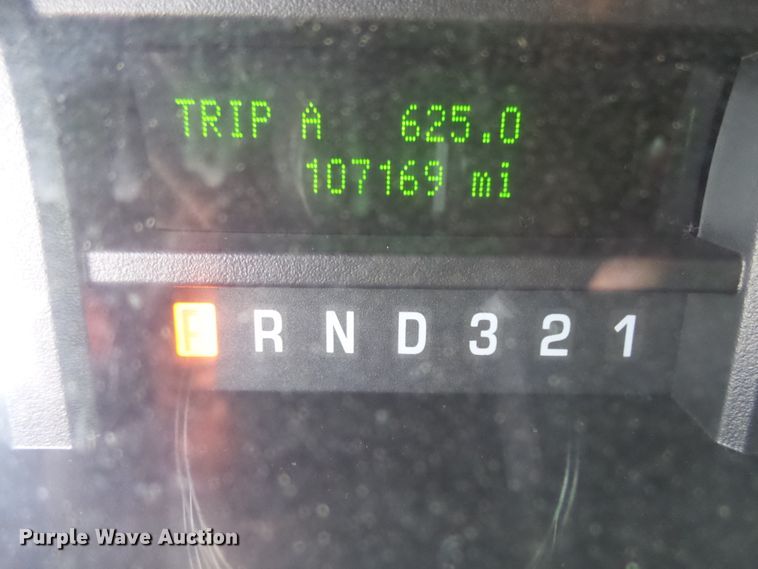 TRIP A 625.0
107169 mi
P R N D 3 2 1
Purple Wave Auction